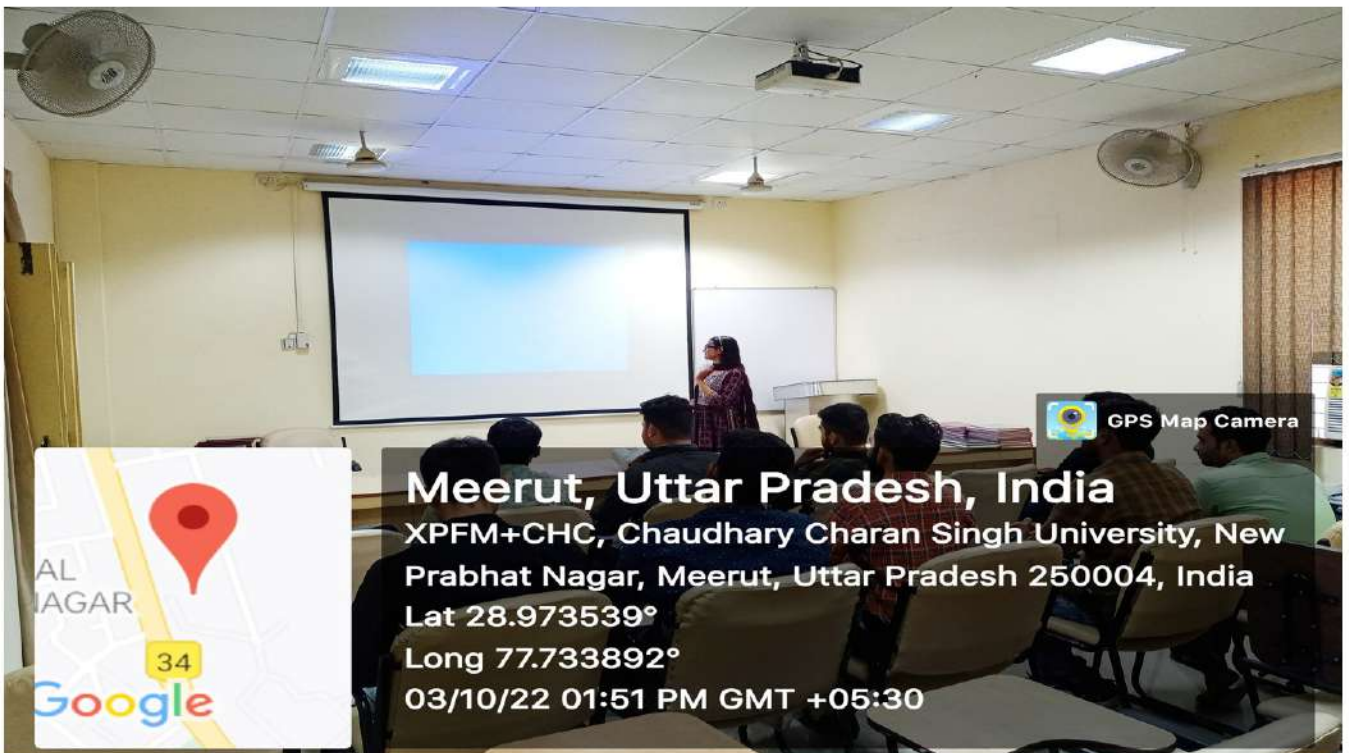 GPS Map Camera
Meerut, Uttar Pradesh, India
XPFM+CHC, Chaudhary Charan Singh University, New
Prabhat Nagar, Meerut, Uttar Pradesh 250004, India
Lat 28.973539°
Long 77.733892°
03/10/22 01:51 PM GMT +05:30
AL
NAGAR
34
Google